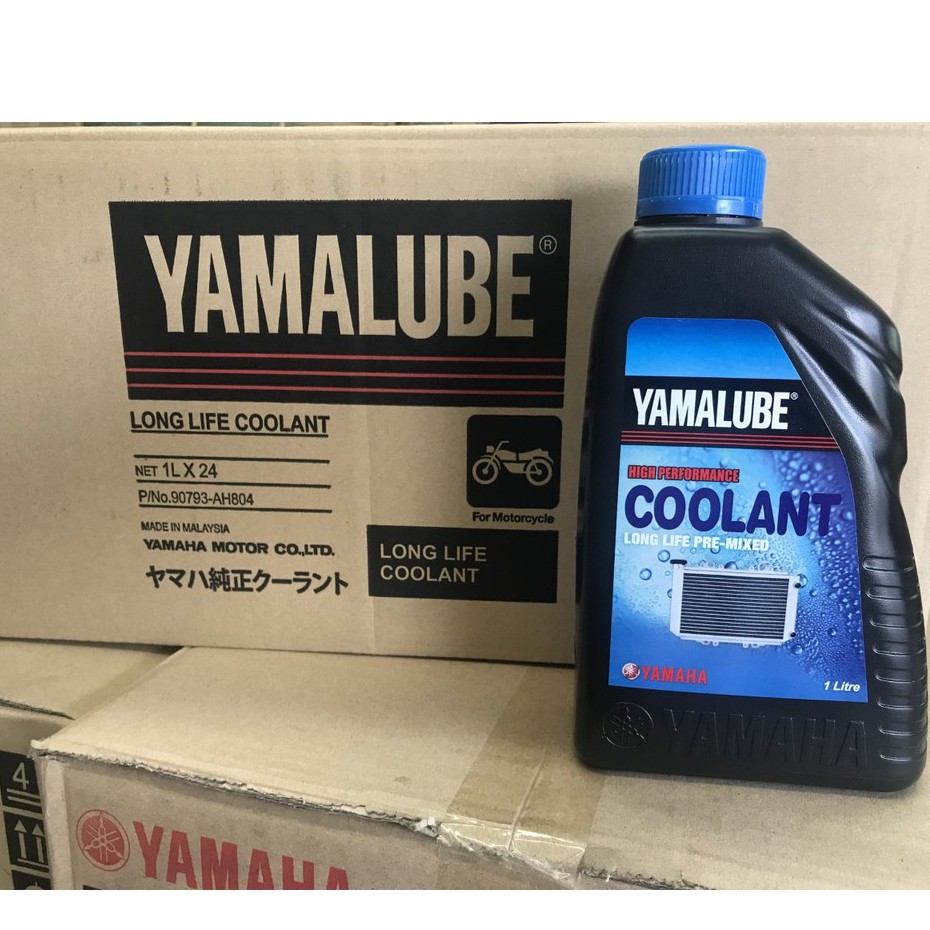 YAMALUBE®
LONG LIFE COOLANT
NET 1L X 24
P/No.90793-AH804
MADE IN MALAYSIA
YAMAHA MOTOR CO.,LTD.
ヤマハ純正クーラント
For Motorcycle
LONG LIFE
COOLANT
YAMALUBE®
HIGH PERFORMANCE
COOLANT
LONG LIFE PRE-MIXED
YAMAHA
1 Litre
YAMAHA
4
YAMAHA